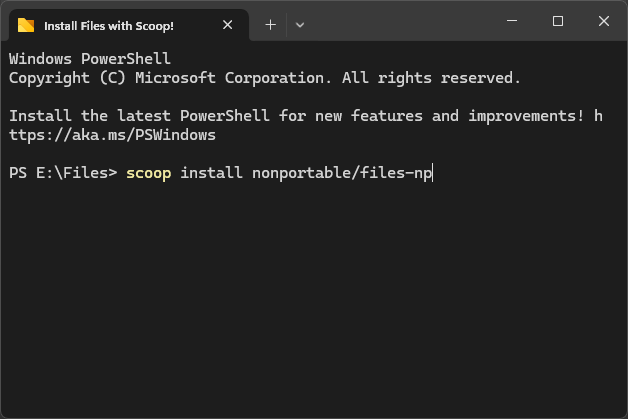 Install Files with Scoop!
Windows PowerShell
Copyright (C) Microsoft Corporation. All rights reserved.
Install the latest PowerShell for new features and improvements! h
ttps://aka.ms/PSWindows
PS E:\Files> scoop install nonportable/files-np